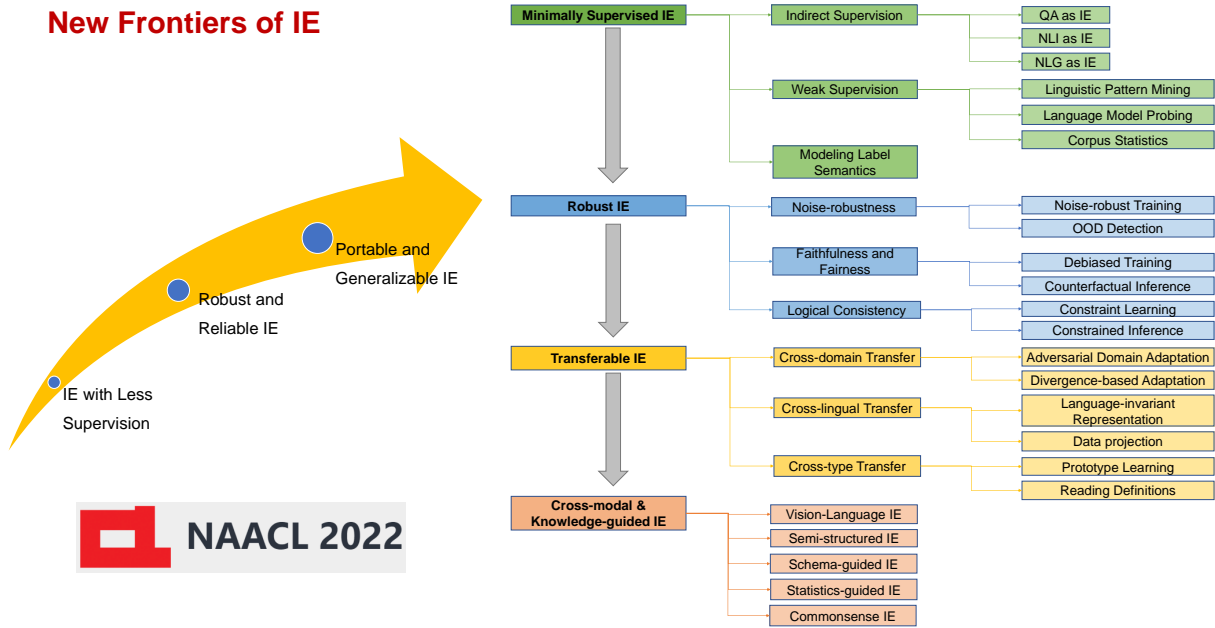 New Frontiers of IE
Portable and
Generalizable IE
Robust and
Reliable IE
IE with Less
Supervision
NAACL 2022
Minimally Supervised IE
Indirect Supervision
QA as IE
NLI as IE
NLG as IE
Weak Supervision
Linguistic Pattern Mining
Language Model Probing
Corpus Statistics
Modeling Label
Semantics
Robust IE
Noise-robustness
Noise-robust Training
OOD Detection
Faithfulness and
Fairness
Debiased Training
Counterfactual Inference
Logical Consistency
Constraint Learning
Constrained Inference
Transferable IE
Cross-domain Transfer
Adversarial Domain Adaptation
Divergence-based Adaptation
Cross-lingual Transfer
Language-invariant
Representation
Data projection
Cross-type Transfer
Prototype Learning
Reading Definitions
Cross-modal &
Knowledge-guided IE
Vision-Language IE
Semi-structured IE
Schema-guided IE
Statistics-guided IE
Commonsense IE